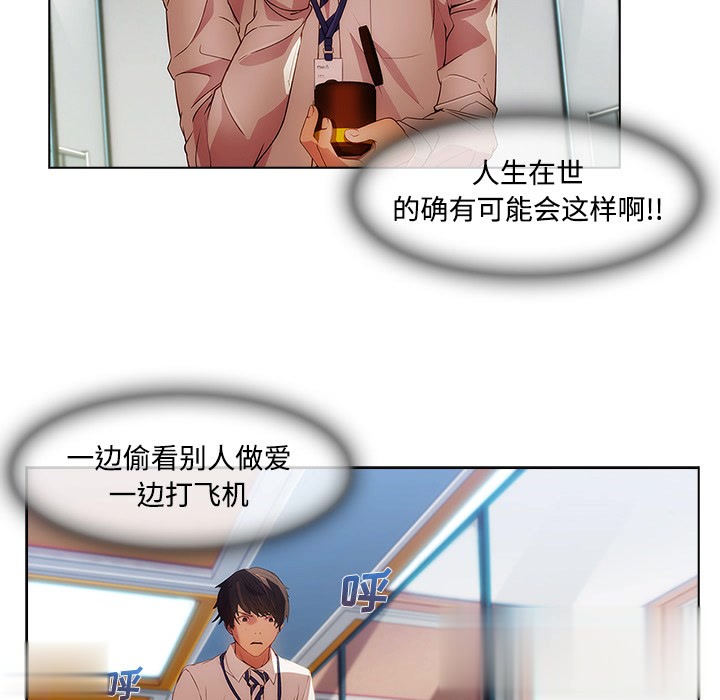 人生在世
的确有可能会这样啊!!
一边偷看别人做爱
一边打飞机
呼
呼